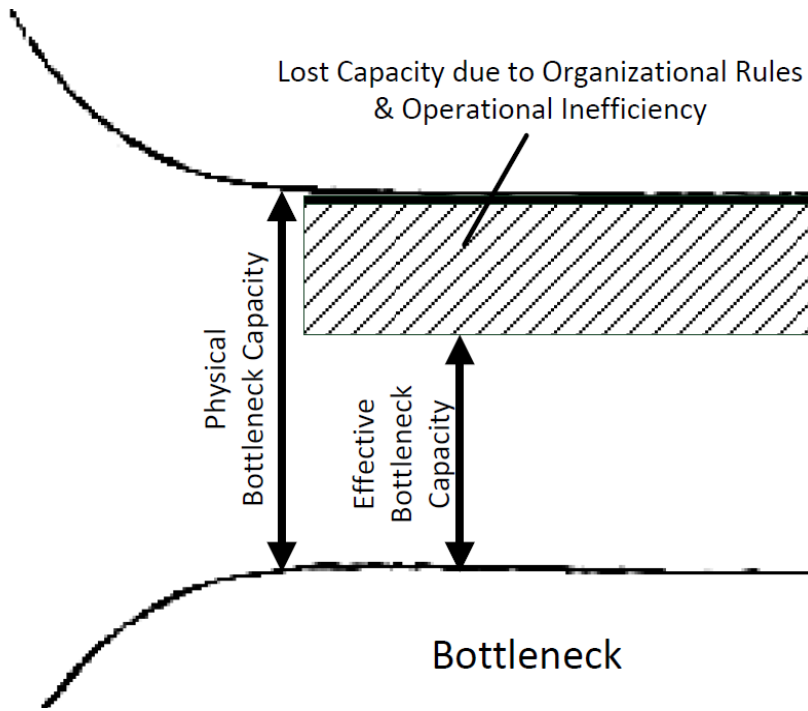 Lost Capacity due to Organizational Rules
& Operational Inefficiency
Physical
Bottleneck Capacity
Effective
Bottleneck
Capacity
Bottleneck